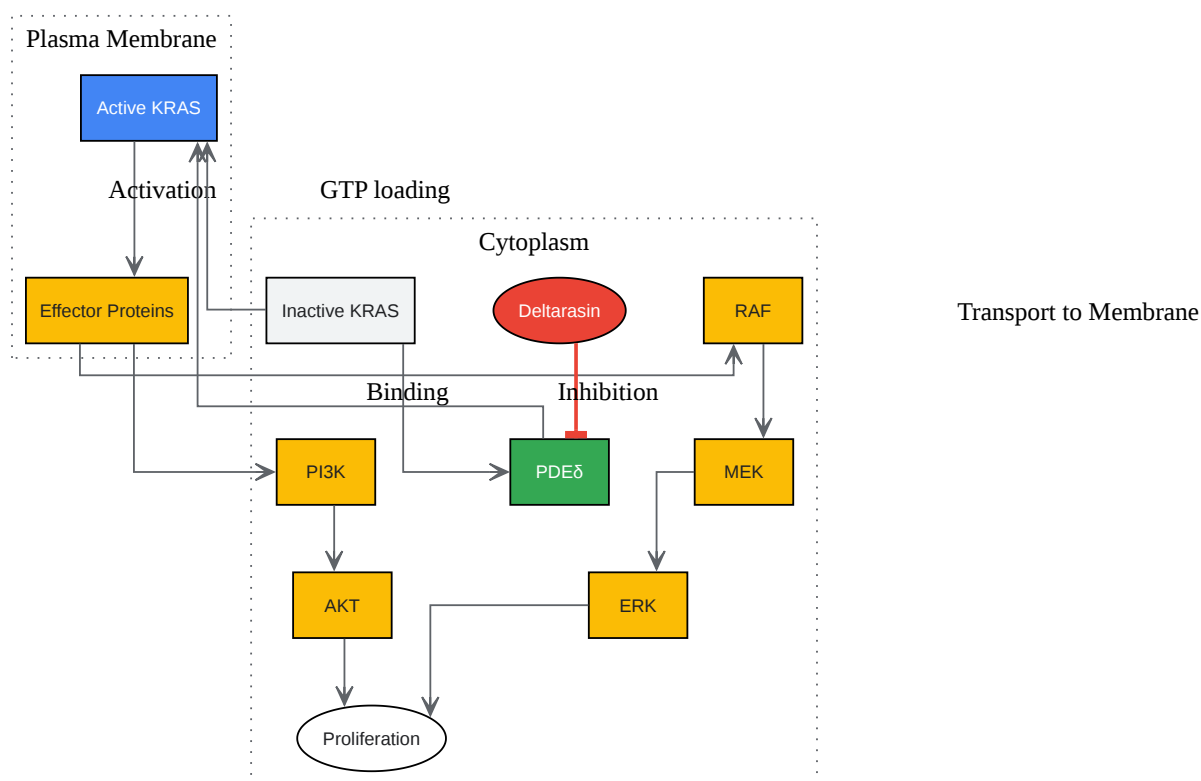 Plasma Membrane
Active KRAS
Activation
GTP loading
Cytoplasm
Effector Proteins
Inactive KRAS
Deltarasin
RAF
Transport to Membrane
Binding
Inhibition
PI3K
PDEδ
MEK
AKT
ERK
Proliferation